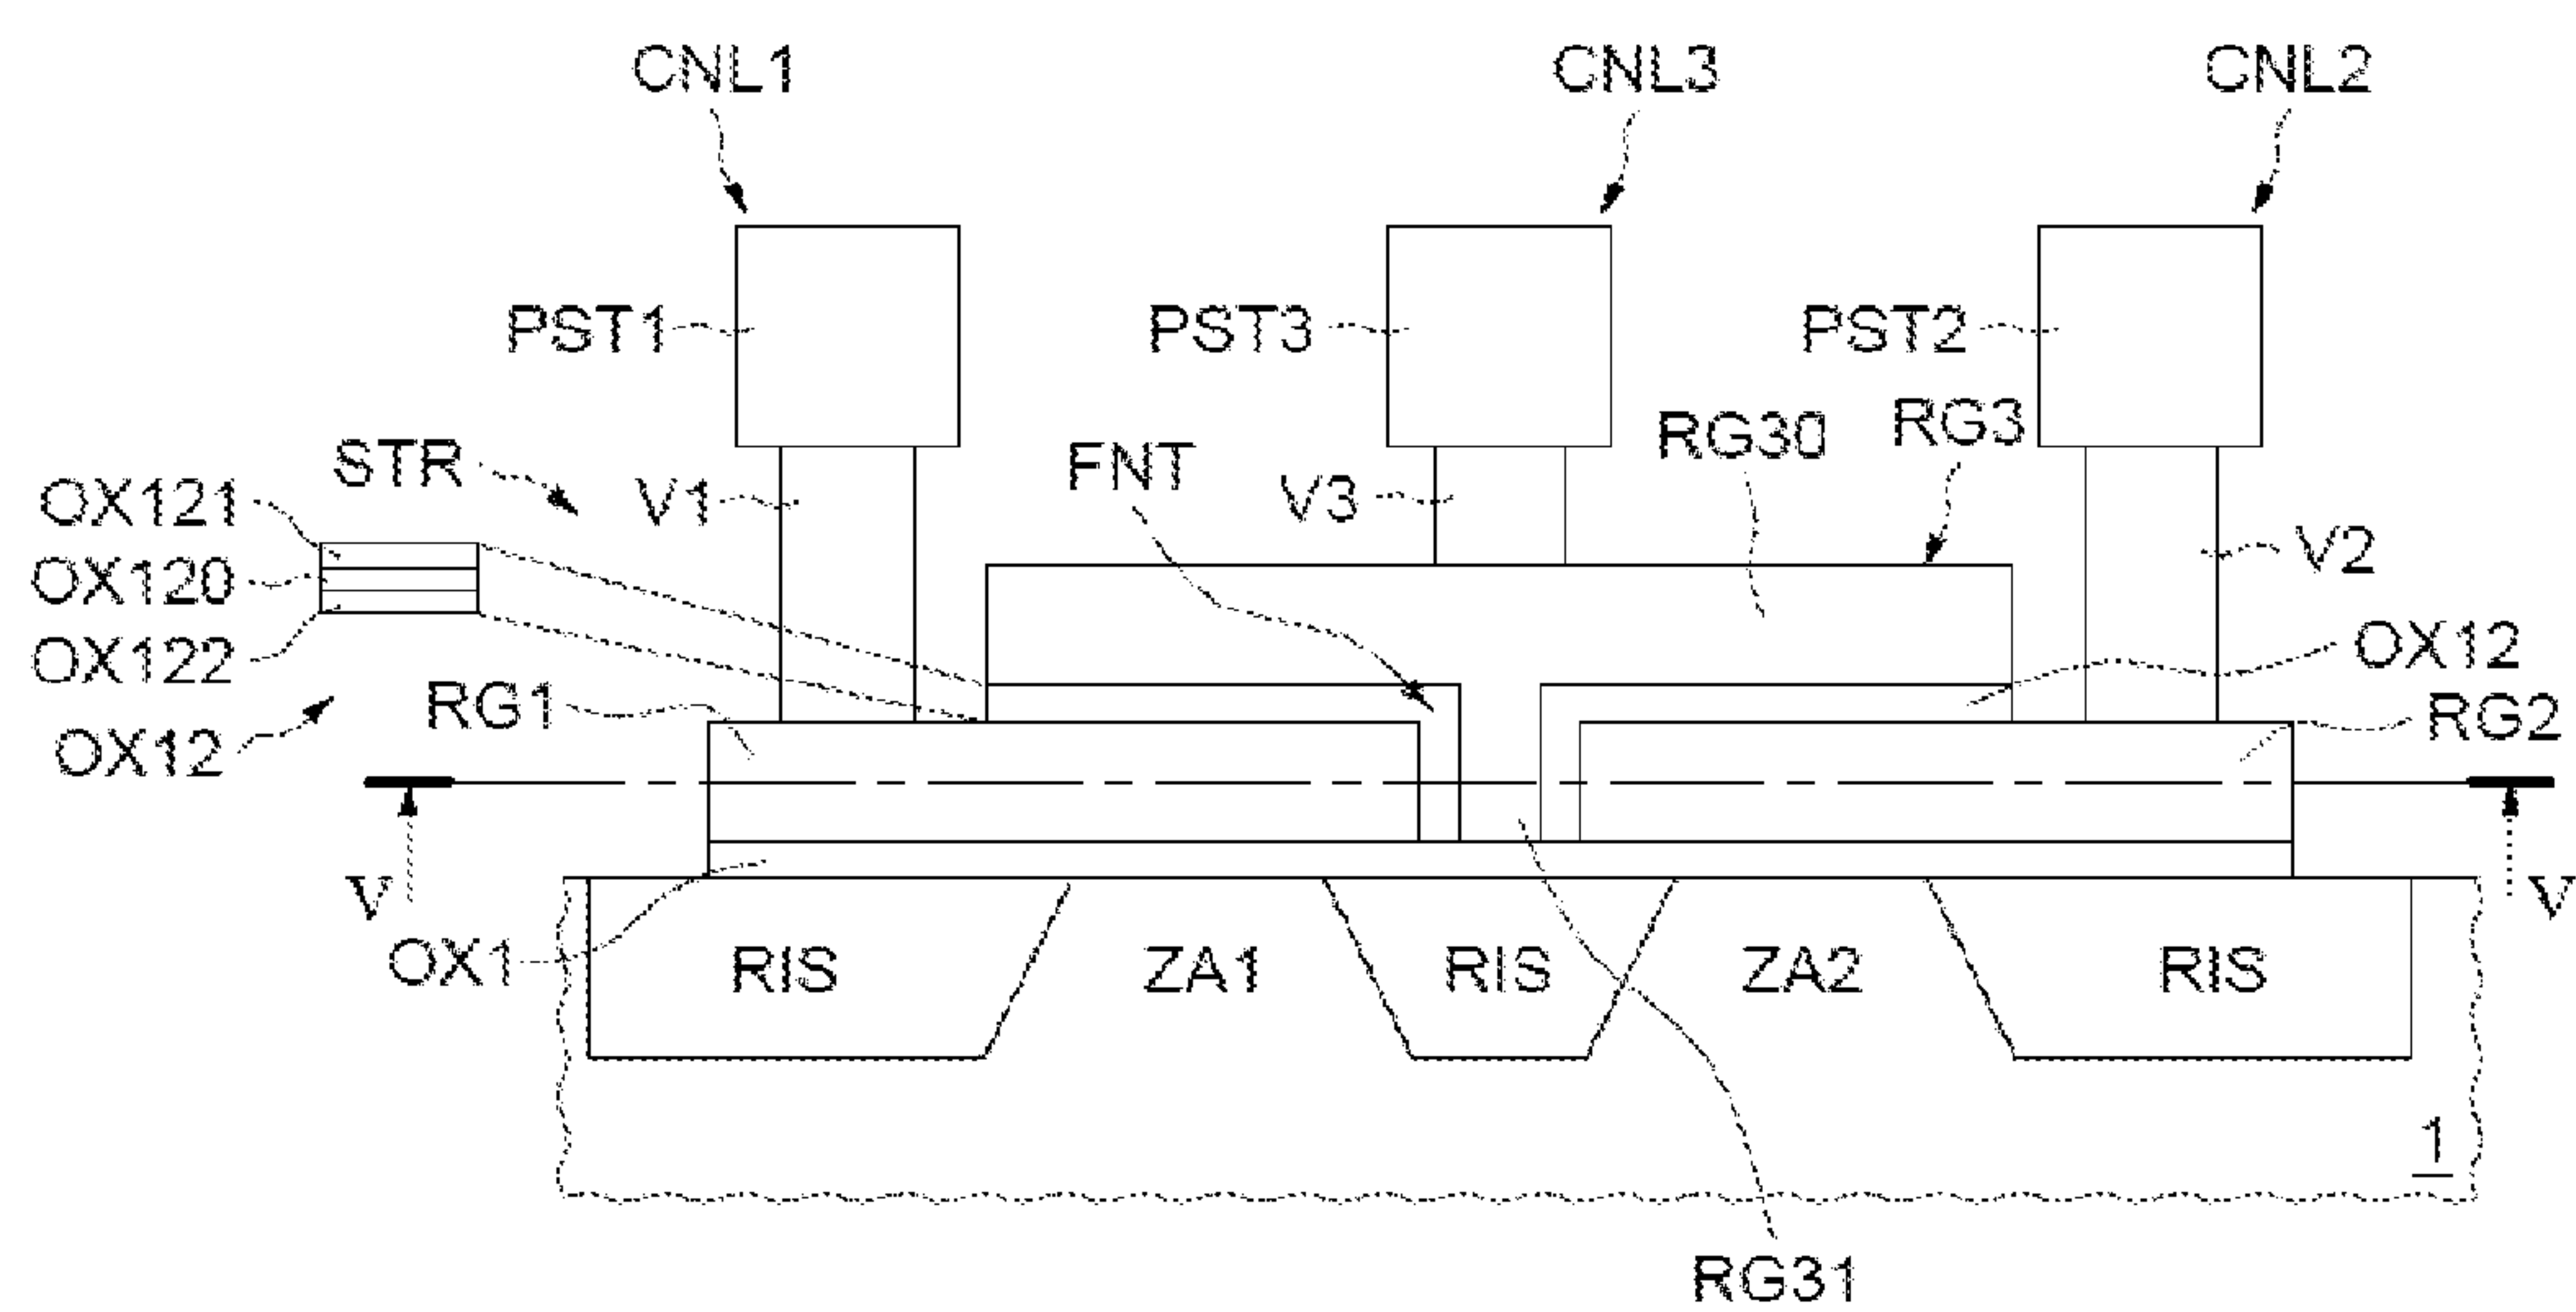 CNL1 CNL3 CNL2
PST1 PST3 PST2
STR V1 FNT V3 RG30 RG3
OX121
OX120
OX122
V2
RG1 OX12
OX12 RG2
V V
OX1 RIS ZA1 RIS ZA2 RIS
1
RG31